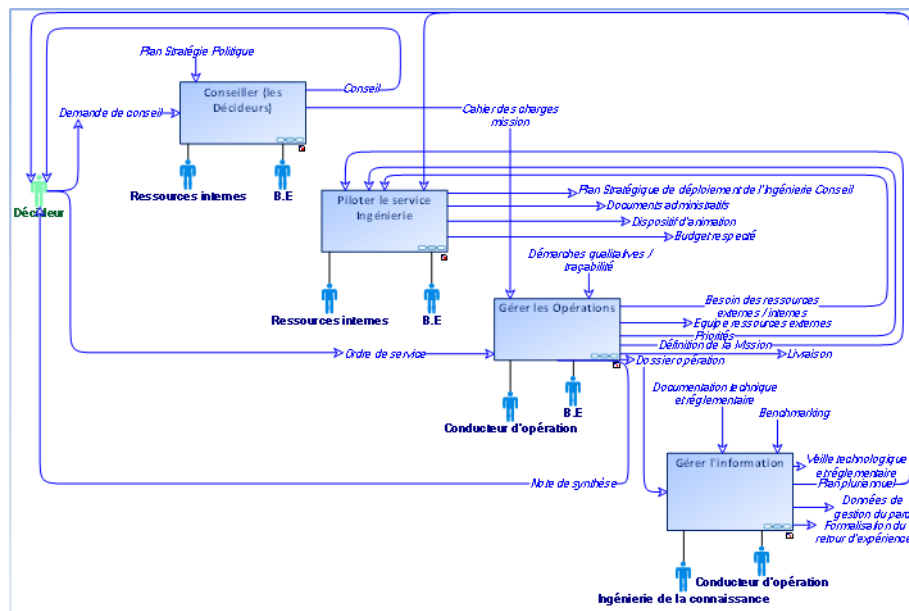 Plan Stratégie Politique
Conseiller (les
Décideurs)
Conseil
Demande de conseil
Cahier des charges
mission
Ressources internes
B.E
Décideur
Piloter le service
Ingénierie
Plan Stratégique de déploiement de l'Ingénierie Conseil
Documents administratifs
Dispositif d'animation
Budget respecté
Démarches qualitatives /
traçabilité
Ressources internes
B.E
Gérer les Opérations
Besoin des ressources
externes / internes
Equipe ressources externes
Priorités
Définition de la Mission
Livraison
Dossier opération
Ordre de service
B.E
Conducteur d'opération
Documentation technique
et réglementaire
Benchmarking
Gérer l'information
Veille technologique
et réglementaire
Plan pluriannuel
Note de synthèse
Données de
gestion du parc
Formalisation du
retour d'expérience
Conducteur d'opération
Ingénierie de la connaissance